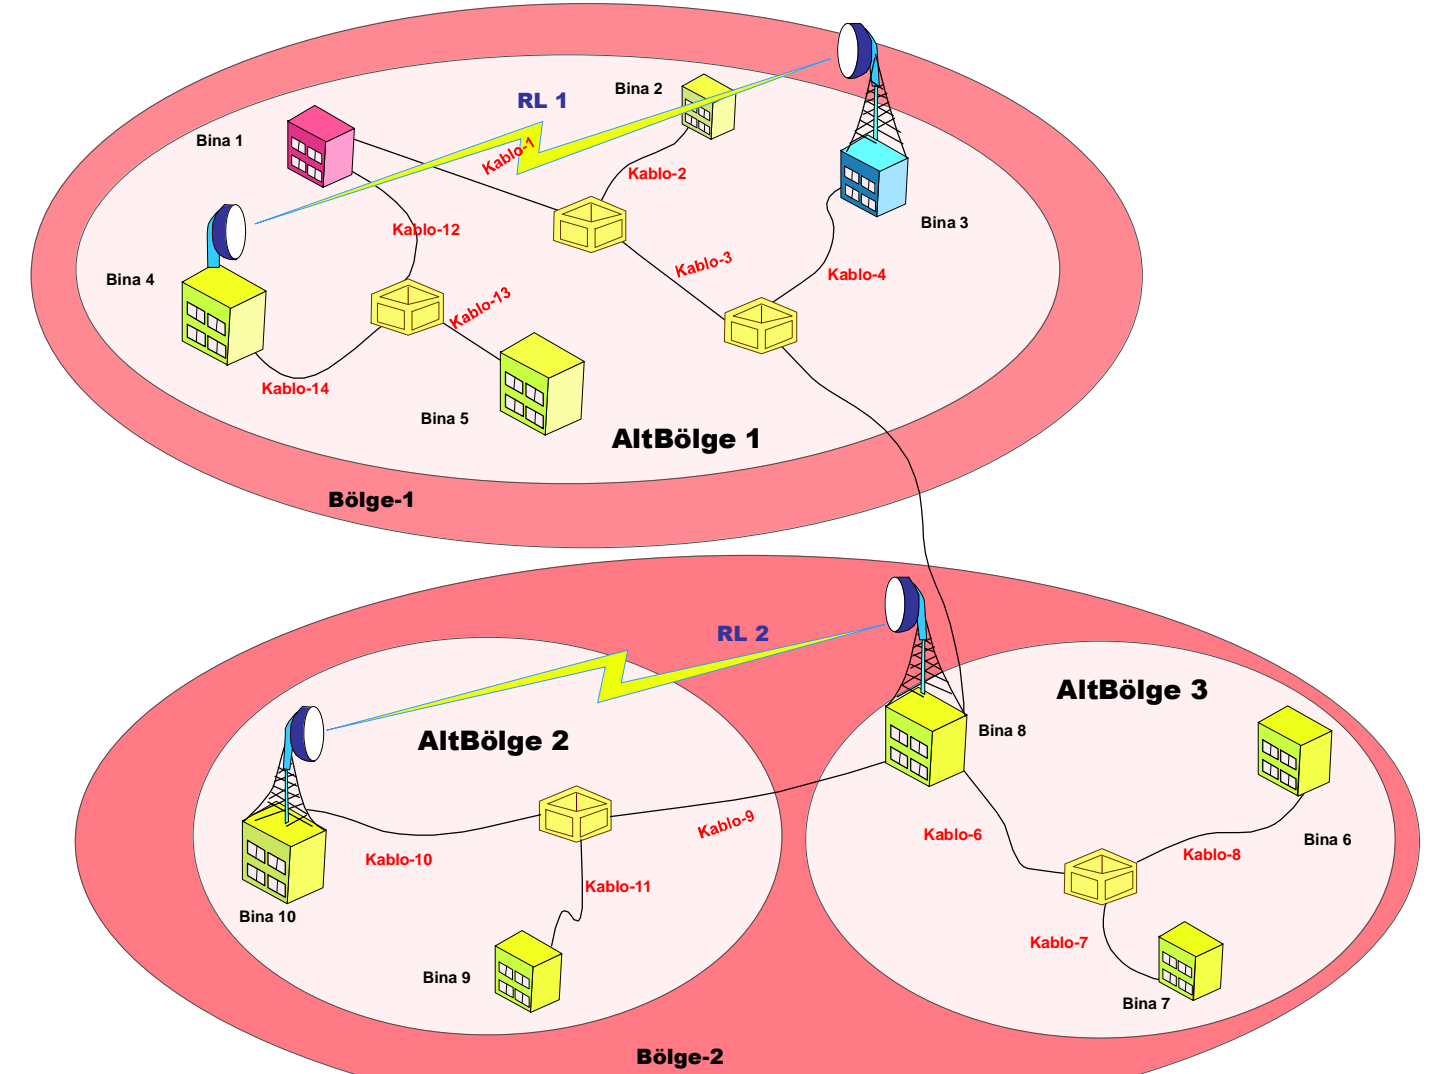 Bina 2
RL 1
Bina 1
Kablo-1
Kablo-2
Bina 3
Kablo-12
Kablo-3
Kablo-4
Bina 4
Kablo-13
Kablo-14
Bina 5
AltBölge 1
Bölge-1
RL 2
AltBölge 3
Bina 8
AltBölge 2
Kablo-9
Kablo-6
Bina 6
Kablo-8
Kablo-10
Kablo-11
Bina 10
Kablo-7
Bina 9
Bina 7
Bölge-2